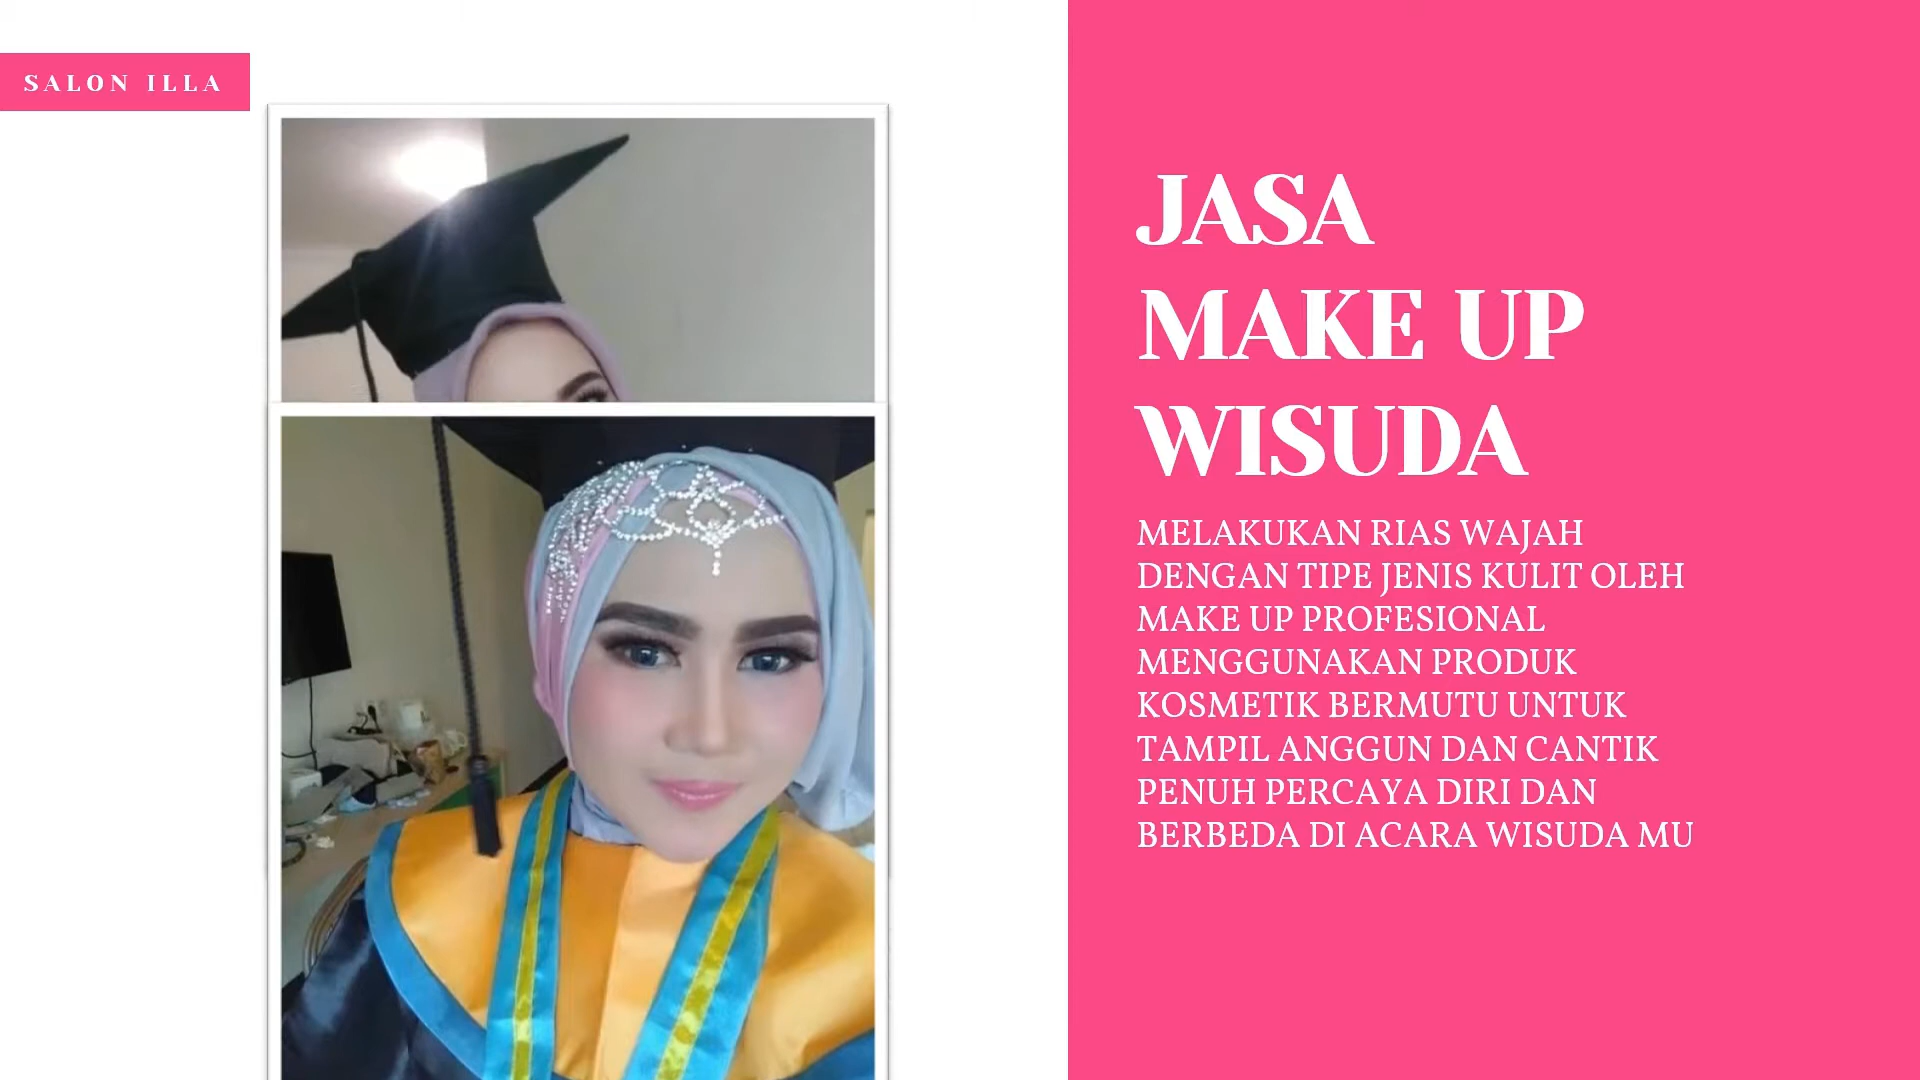 SALON ILLA
JASA
MAKE UP
WISUDA
MELAKUKAN RIAS WAJAH
DENGAN TIPE JENIS KULIT OLEH
MAKE UP PROFESIONAL
MENGGUNAKAN PRODUK
KOSMETIK BERMUTU UNTUK
TAMPIL ANGGUN DAN CANTIK
PENUH PERCAYA DIRI DAN
BERBEDA DI ACARA WISUDA MU